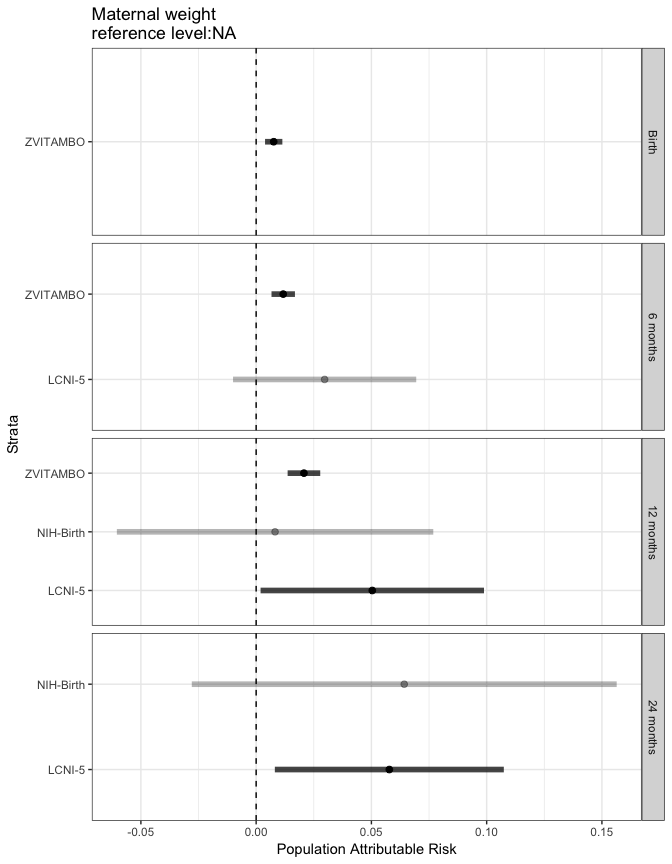 Maternal weight
reference level:NA
ZVITAMBO
Birth
ZVITAMBO
LCNI-5
6 months
ZVITAMBO
NIH-Birth
LCNI-5
12 months
NIH-Birth
LCNI-5
24 months
Strata
-0.05 0.00 0.05 0.10 0.15
Population Attributable Risk